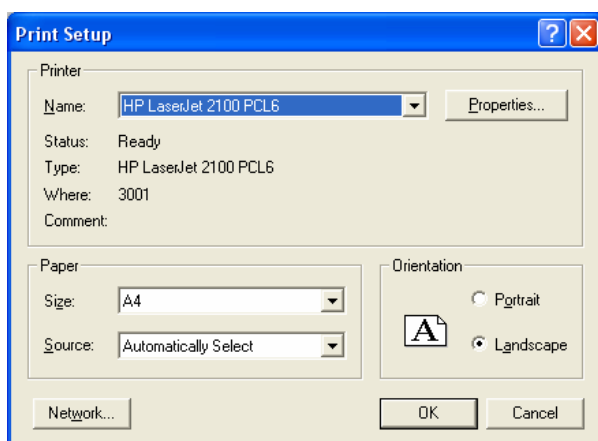 Print Setup
Printer
Name: HP LaserJet 2100 PCL6 Properties...
Status: Ready
Type: HP LaserJet 2100 PCL6
Where: 3001
Comment:
Paper
Size: A4
Source: Automatically Select
Orientation
A
Portrait
Landscape
Network... OK Cancel